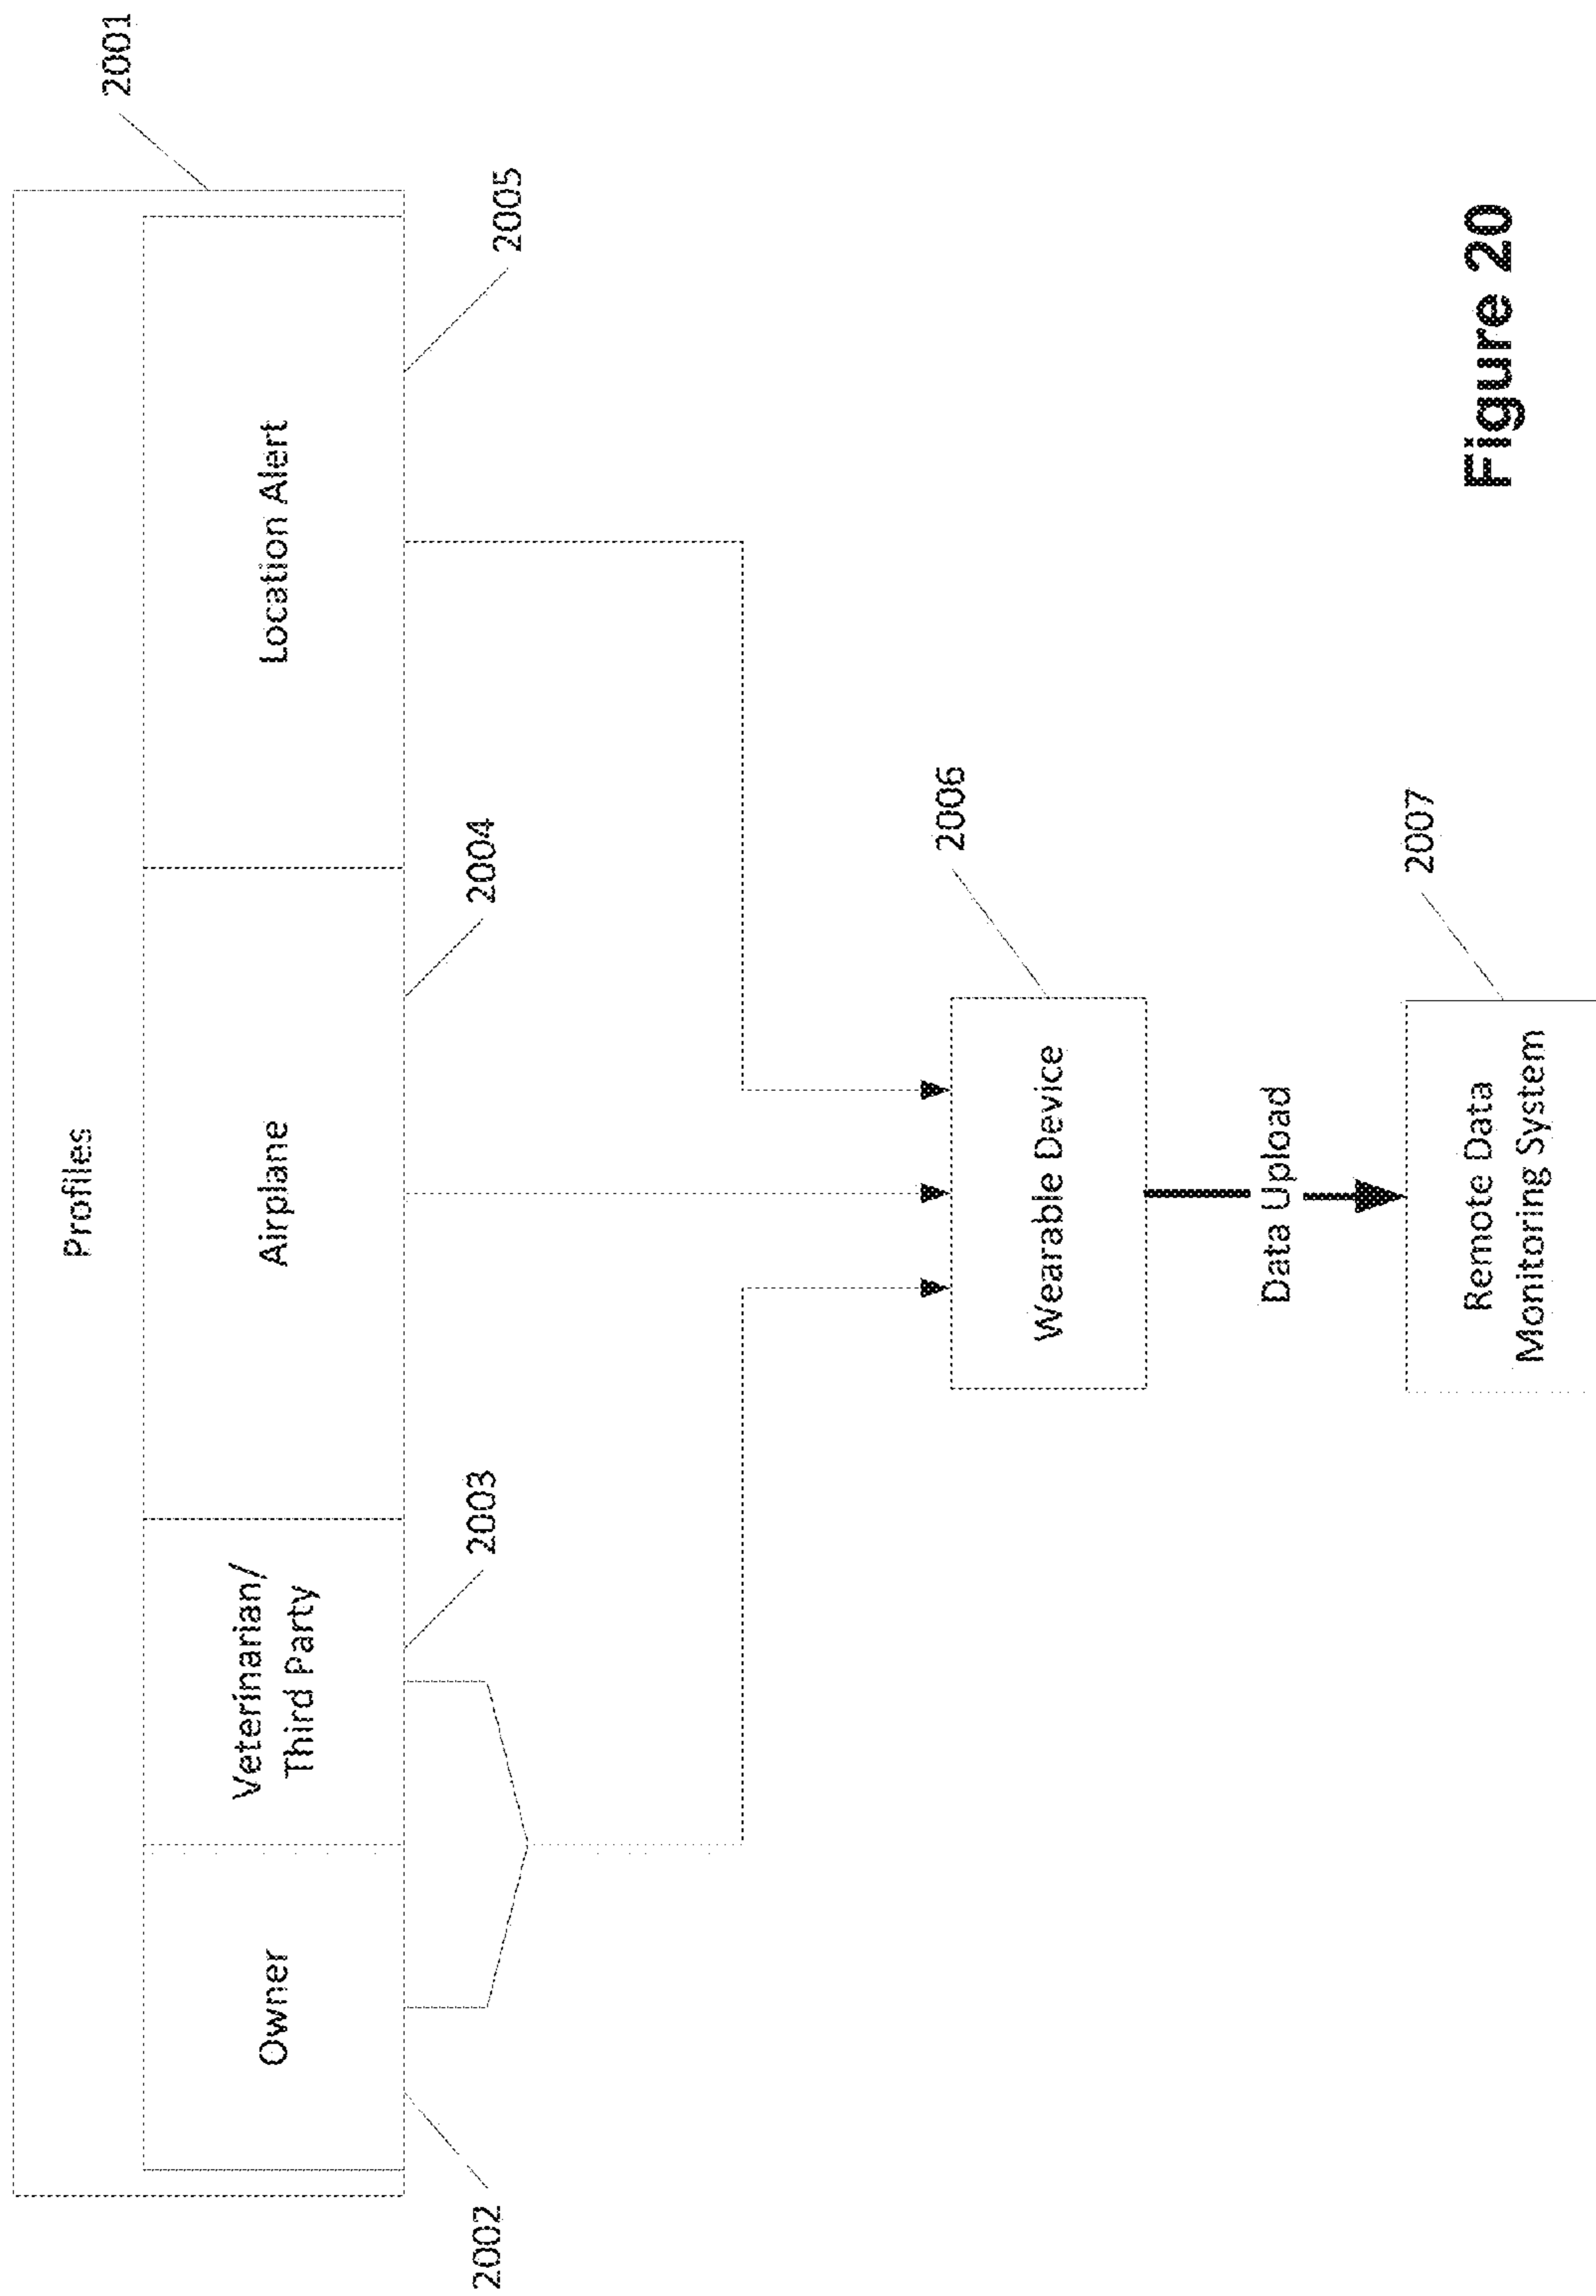 2001
Profiles
Owner
Veterinarian/
Third Party
Airplane
Location Alert
2002
2003
2004
2005
2006
Wearable Device
Data Upload
2007
Remote Data
Monitoring System
Figure 20